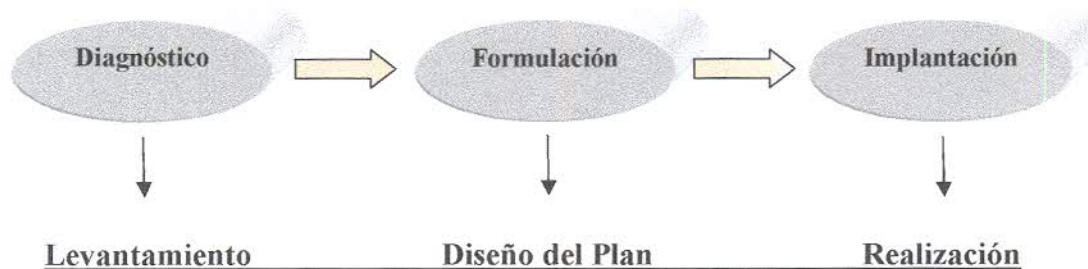 Diagnóstico Formulación Implantación
Levantamiento Diseño del Plan Realización